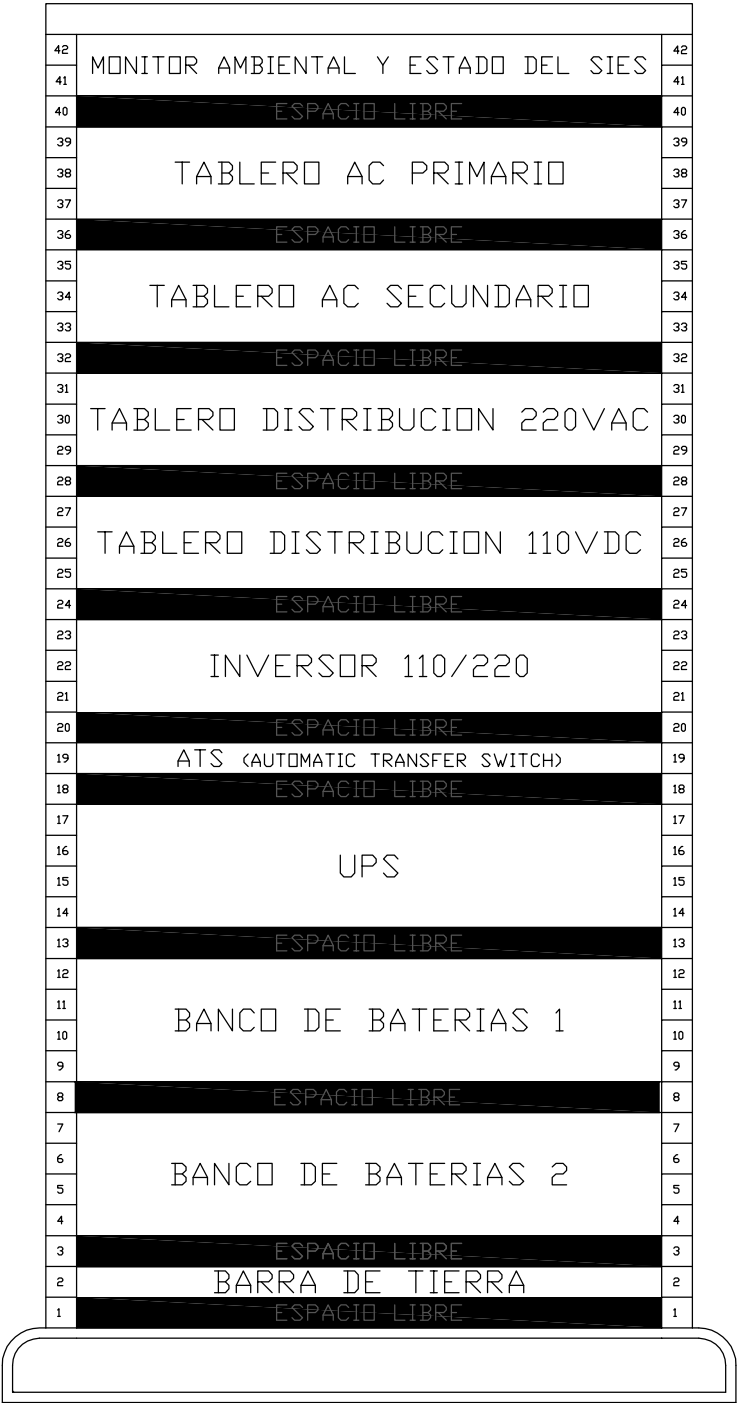 42 MONITOR AMBIENTAL Y ESTADO DEL SIES 42
41 41
40 ESPACIO LIBRE 40
39 39
38 TABLERO AC PRIMARIO 38
37 37
36 ESPACIO LIBRE 36
35 35
34 TABLERO AC SECUNDARIO 34
33 33
32 ESPACIO LIBRE 32
31 31
30 TABLERO DISTRIBUCION 220VAC 30
29 29
28 ESPACIO LIBRE 28
27 27
26 TABLERO DISTRIBUCION 110VDC 26
25 25
24 ESPACIO LIBRE 24
23 23
22 INVERSOR 110/220 22
21 21
20 ESPACIO LIBRE 20
19 ATS (AUTOMATIC TRANSFER SWITCH) 19
18 ESPACIO LIBRE 18
17 17
16 16
UPS
15 15
14 14
13 ESPACIO LIBRE 13
12 12
11 11
BANCO DE BATERIAS 1
10 10
9 9
8 ESPACIO LIBRE 8
7 7
6 6
BANCO DE BATERIAS 2
5 5
4 4
3 ESPACIO LIBRE 3
2 BARRA DE TIERRA 2
1 ESPACIO LIBRE 1